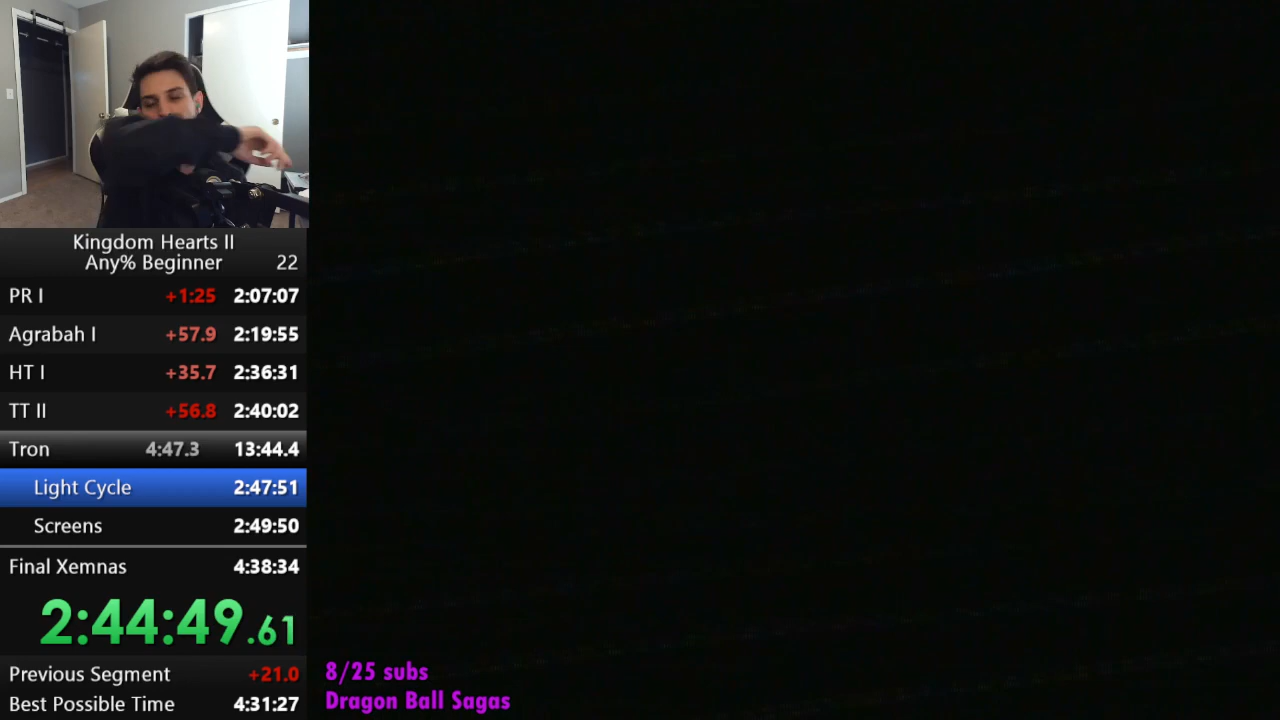 Kingdom Hearts II
Any% Beginner 22
PR I +1:25 2:07:07
Agrabah I +57.9 2:19:55
HT I +35.7 2:36:31
TT II +56.8 2:40:02
Tron 4:47.3 13:44.4
Light Cycle 2:47:51
Screens 2:49:50
Final Xemnas 4:38:34
2:44:49.61
Previous Segment +21.0
Best Possible Time 4:31:27
8/25 subs
Dragon Ball Sagas